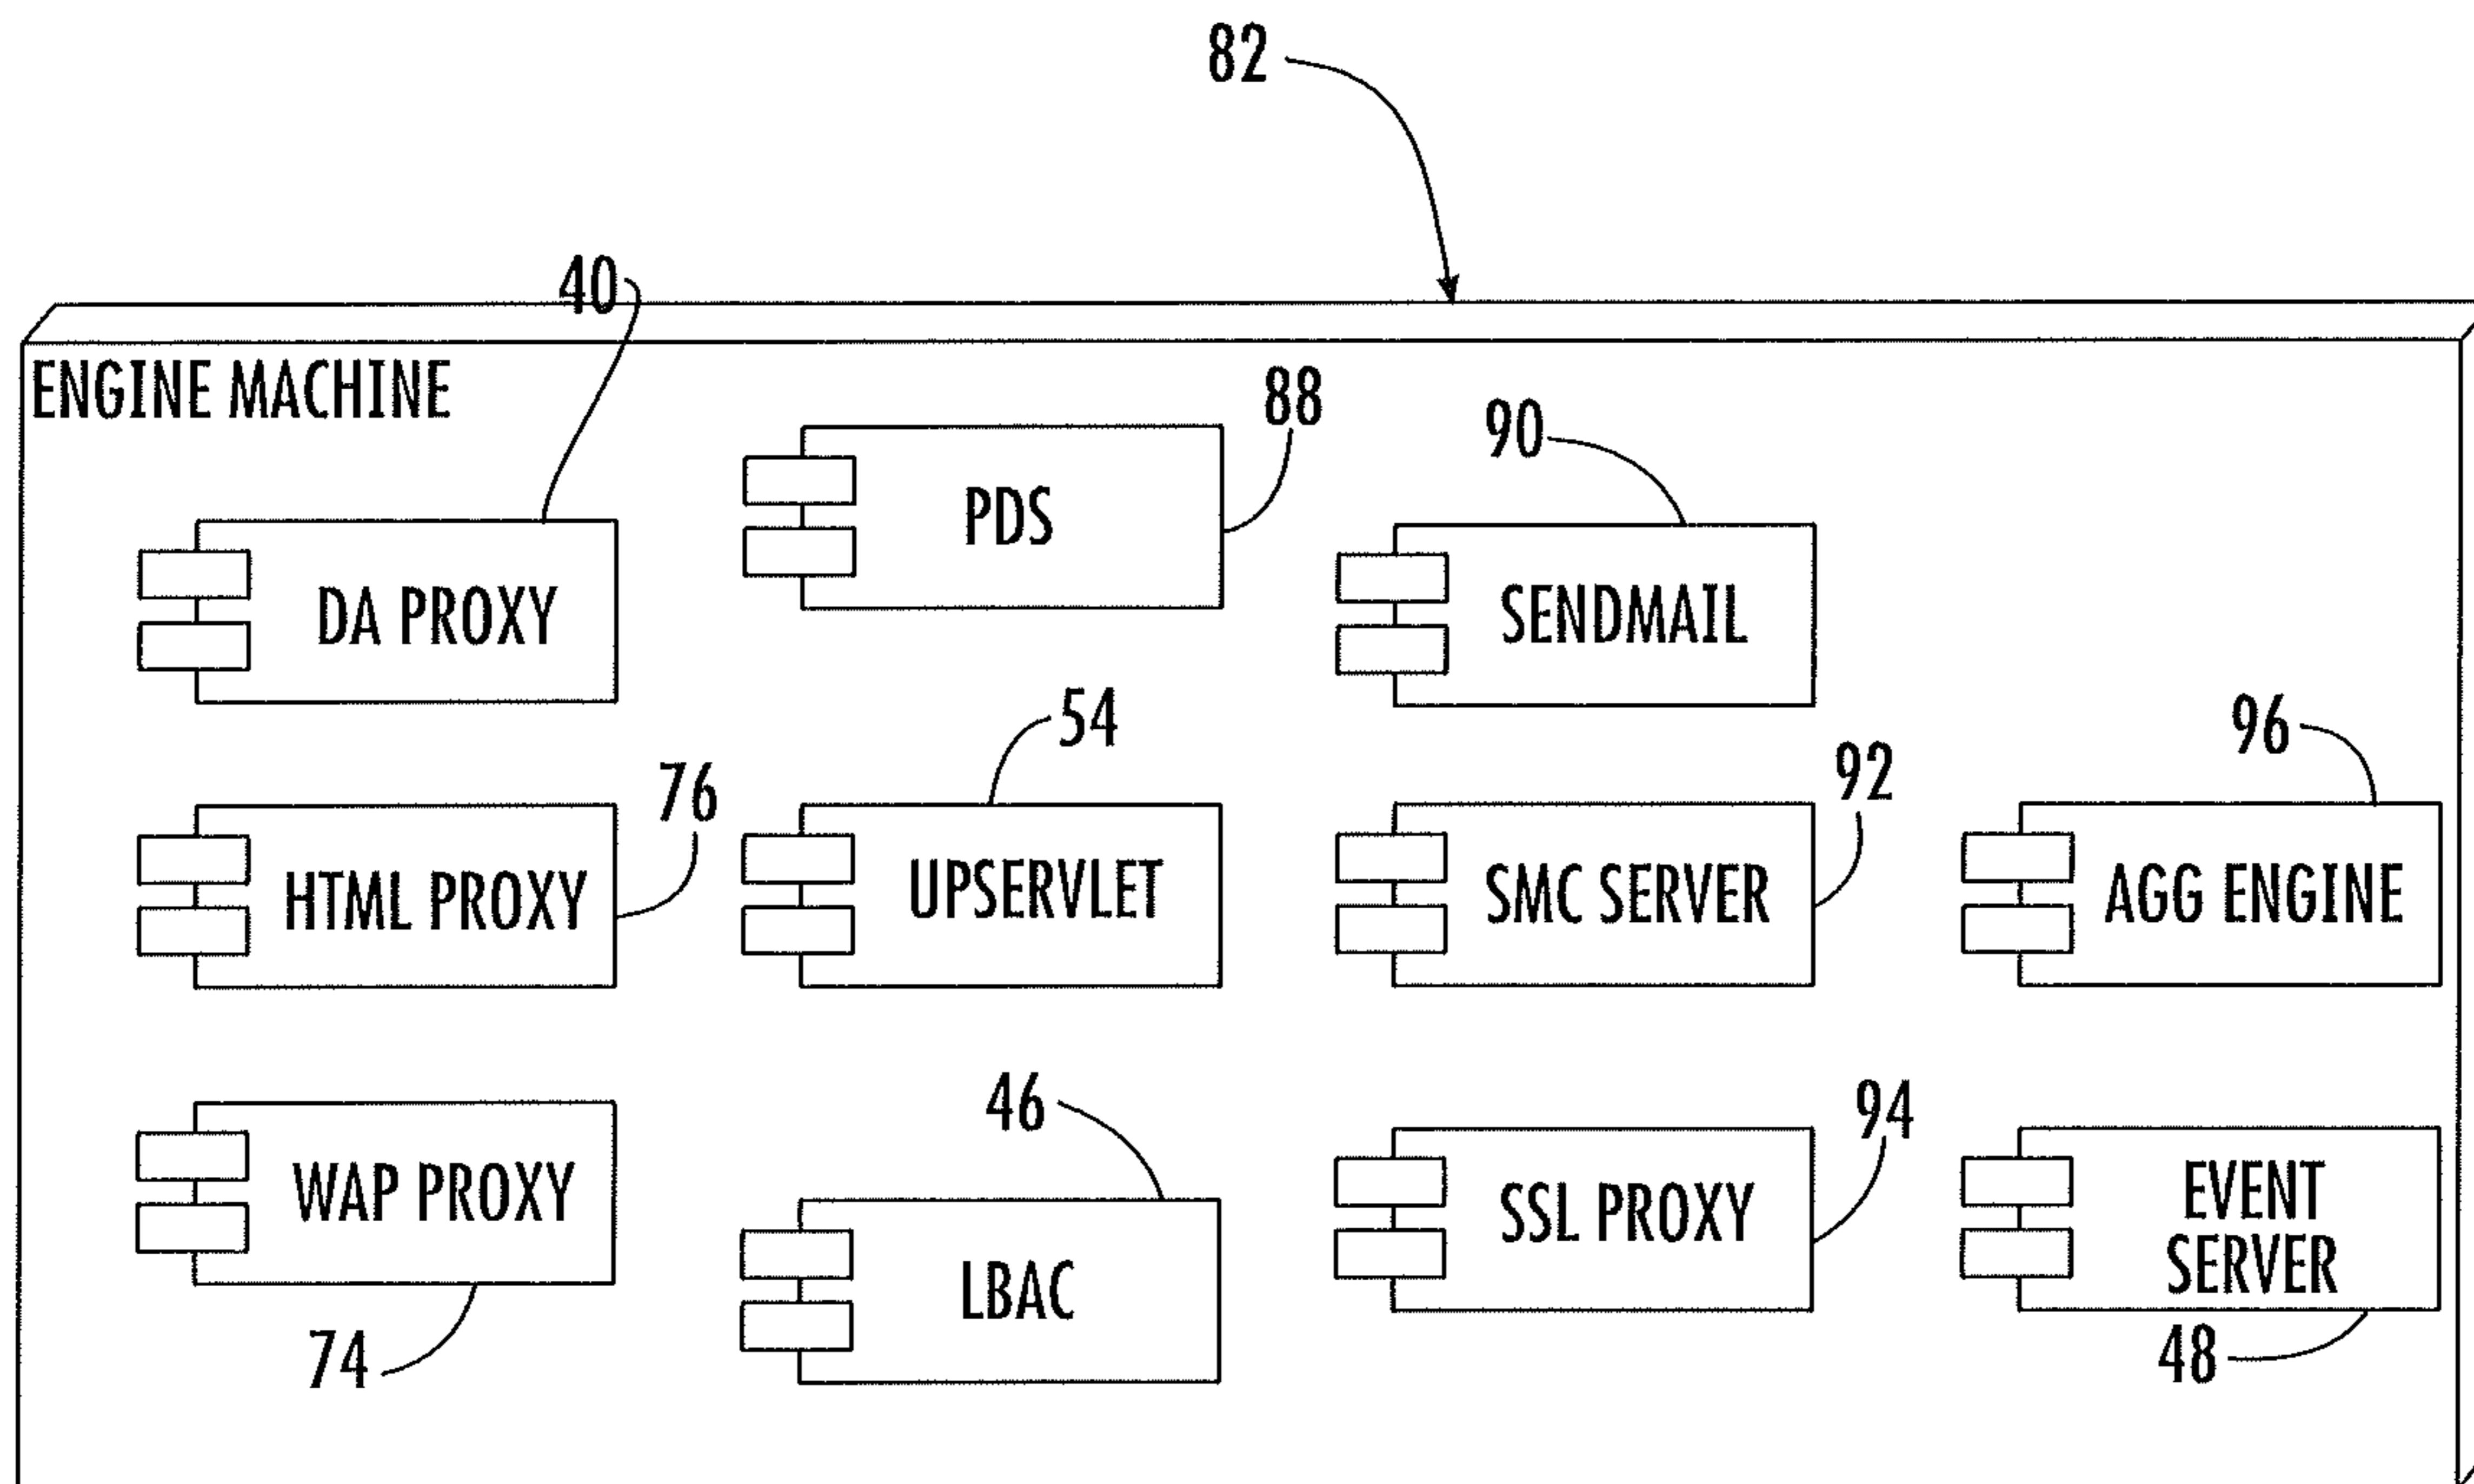 82
40
ENGINE MACHINE
88
90
PDS
DA PROXY
SENDMAIL
54
96
76
92
HTML PROXY
UPSERVLET
SMC SERVER
AGG ENGINE
46
94
WAP PROXY
SSL PROXY
EVENT
SERVER
LBAC
74
48